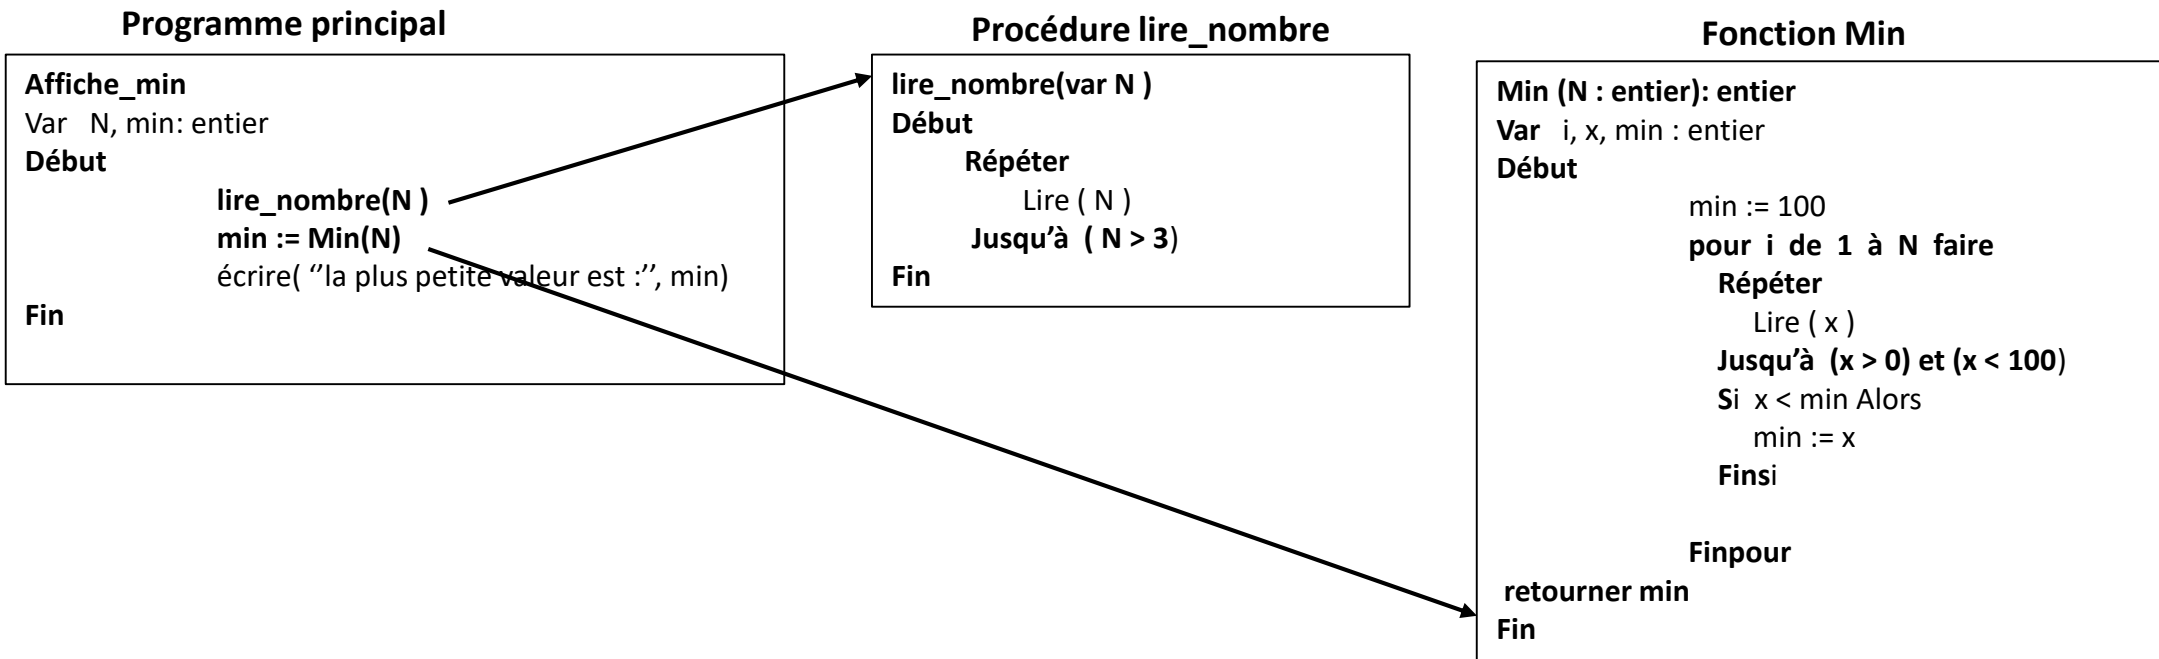 Programme principal
Affiche_min
Var N, min: entier
Début
lire_nombre(N )
min := Min(N)
écrire( ‘’la plus petite valeur est :’’, min)
Fin
Procédure lire_nombre
lire_nombre(var N )
Début
Répéter
Lire ( N )
Jusqu’à ( N > 3)
Fin
Fonction Min
Min (N : entier): entier
Var i, x, min : entier
Début
min := 100
pour i de 1 à N faire
Répéter
Lire ( x )
Jusqu’à (x > 0) et (x < 100)
Si x < min Alors
min := x
Finsi
Finpour
retourner min
Fin